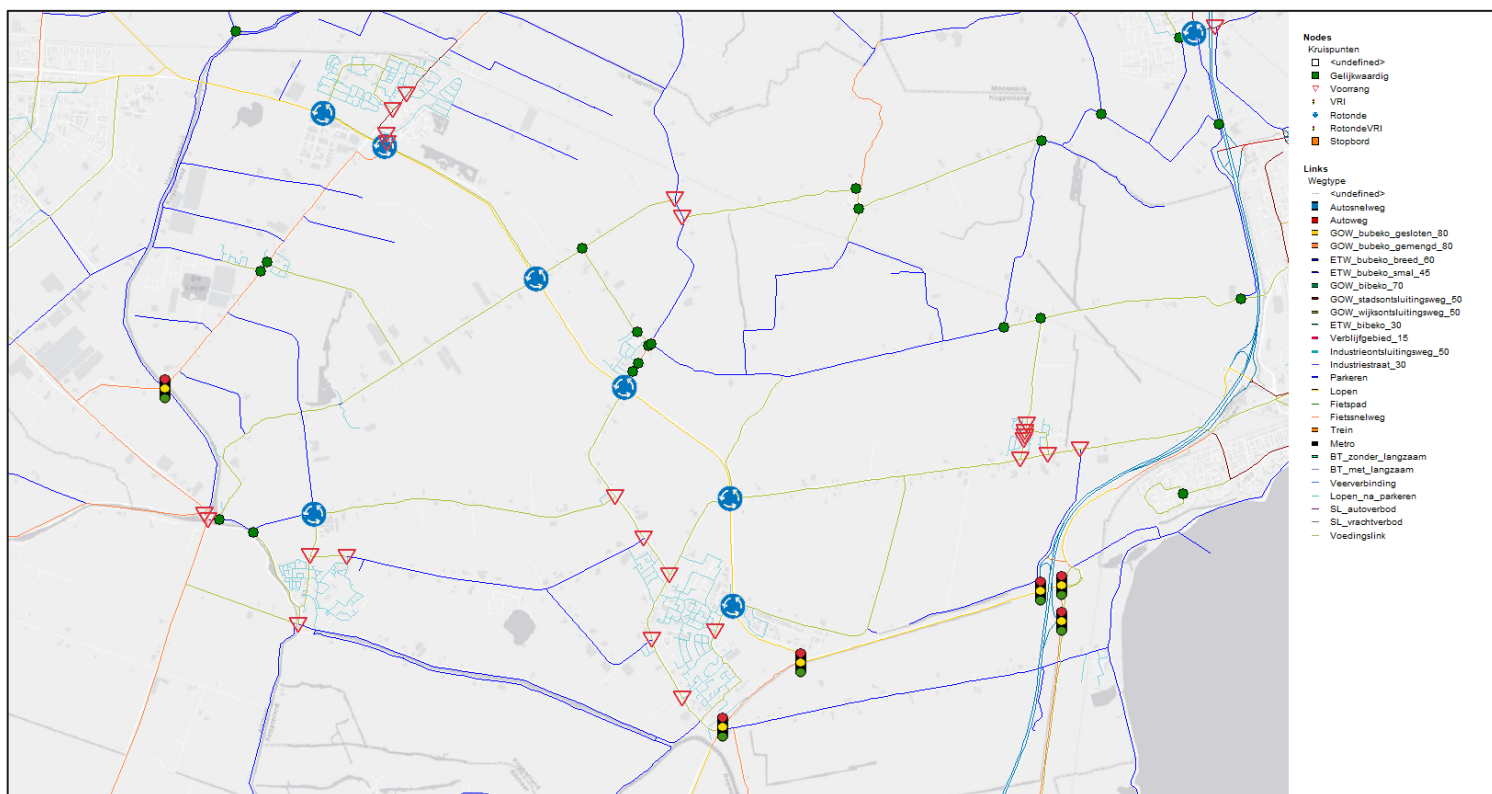 Nodes
Kruispunten
<undefined>
Gelijkwaardig
Voorrang
VRI
Rotonde
RotondeVRI
Stopbord
Links
Wegtype
<undefined>
Autosnelweg
Autoweg
GOW_bubeko_gesloten_80
GOW_bubeko_gemengd_80
ETW_bubeko_breed_60
ETW_bubeko_smal_45
GOW_bibeko_70
GOW_stadsontsluitingsweg_50
GOW_wijksontsluitingsweg_50
ETW_bibeko_30
Verblijfgebied_15
Industrieontsluitingsweg_50
Industriestraat_30
Parkeren
Lopen
Fietspad
Fietssnelweg
Trein
Metro
BT_zonder_langzaam
BT_met_langzaam
Veerverbinding
Lopen_na_parkeren
SL_autoverbod
SL_vrachtverbod
Voedingslink